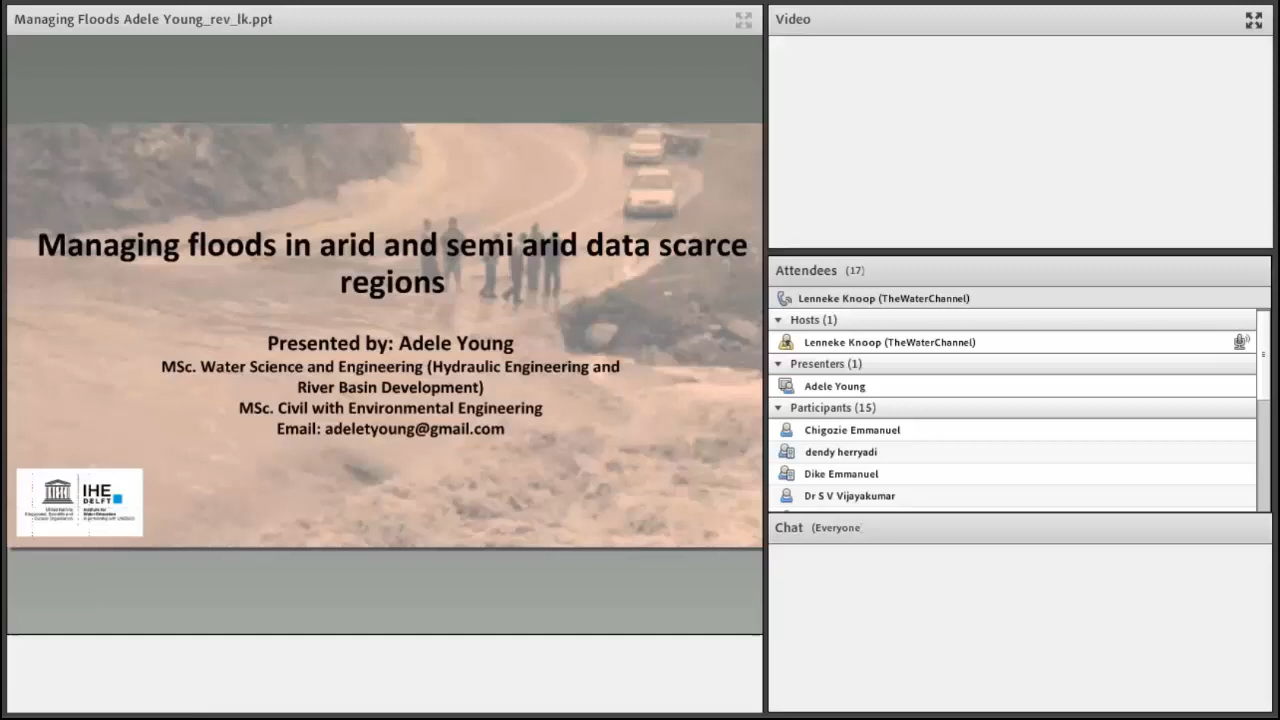 Managing Floods Adele Young_rev_lk.ppt
Managing floods in arid and semi arid data scarce
regions
Presented by: Adele Young
MSc. Water Science and Engineering (Hydraulic Engineering and
River Basin Development)
MSc. Civil with Environmental Engineering
Email: adeletyoung@gmail.com
IHE
DELFT
Video
Attendees (17)
Lenneke Knoop (TheWaterChannel)
Hosts (1)
Lenneke Knoop (TheWaterChannel)
Presenters (1)
Adele Young
Participants (15)
Chigozie Emmanuel
dendy herryadi
Dike Emmanuel
Dr S V Vijayakumar
Chat (Everyone